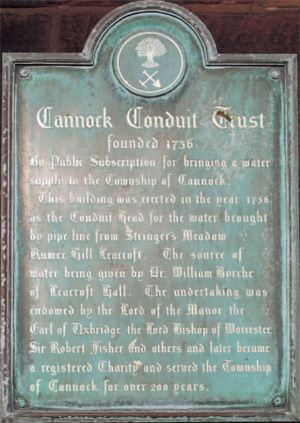 Cannock Conduit Trust
founded 1736
By Public Subscription for bringing a water
supply to the Township of Cannock.
This building was erected in the year 1736
as the Conduit Head for the water brought
by pipe line from Stringer's Meadow
Rumer Hill Leacroft. The source of
water being given by Dr. William Byrche
of Leacroft Hall. The undertaking was
endowed by the Lord of the Manor the
Earl of Uxbridge, the Lord Bishop of Worcester,
Sir Robert Fisher and others and later became
a registered Charity and served the Township
of Cannock for over 200 years.